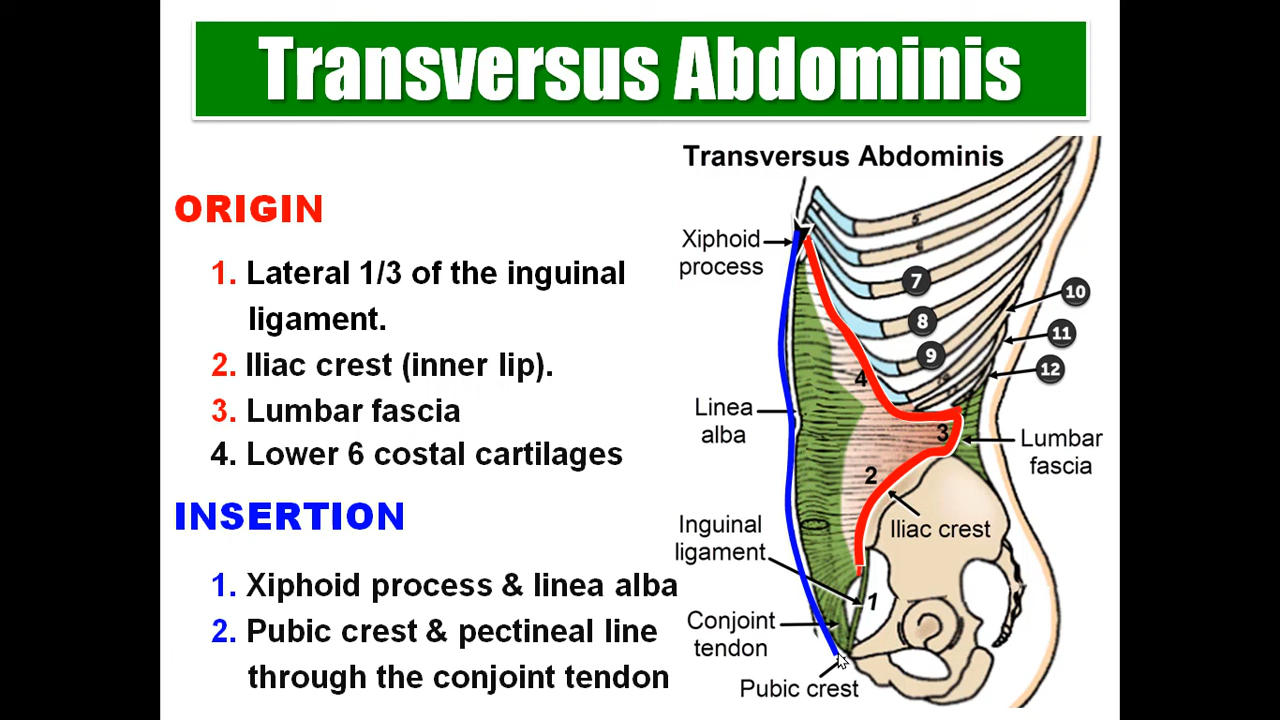 Transversus Abdominis
ORIGIN
1. Lateral 1/3 of the inguinal
ligament.
2. Iliac crest (inner lip).
3. Lumbar fascia
4. Lower 6 costal cartilages
INSERTION
1. Xiphoid process & linea alba
2. Pubic crest & pectineal line
through the conjoint tendon
Transversus Abdominis
Xiphoid
process
5
6
7
8
9
10
11
12
4
Linea
alba
3
Lumbar
fascia
2
Iliac crest
Inguinal
ligament
1
Conjoint
tendon
Pubic crest